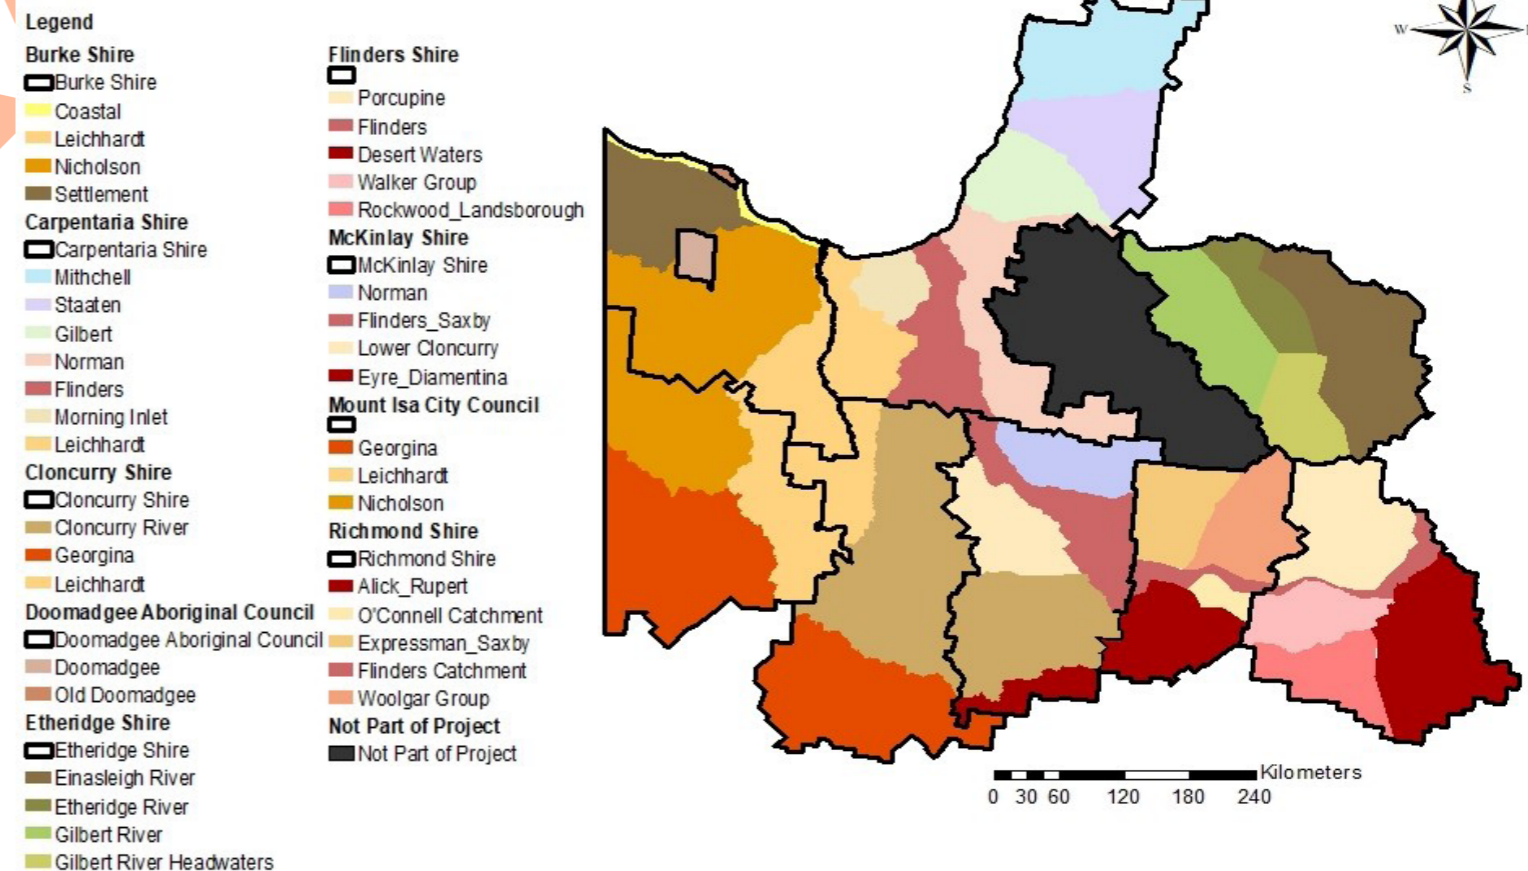 Legend
Burke Shire
Burke Shire
Coastal
Leichhardt
Nicholson
Settlement
Carpentaria Shire
Carpentaria Shire
Mithchell
Staaten
Gilbert
Norman
Flinders
Morning Inlet
Leichhardt
Cloncurry Shire
Cloncurry Shire
Cloncurry River
Georgina
Leichhardt
Doomadgee Aboriginal Council
Doomadgee Aboriginal Council
Doomadgee
Old Doomadgee
Etheridge Shire
Etheridge Shire
Einasleigh River
Etheridge River
Gilbert River
Gilbert River Headwaters
Flinders Shire
Porcupine
Flinders
Desert Waters
Walker Group
Rockwood_Landsborough
McKinlay Shire
McKinlay Shire
Norman
Flinders_Saxby
Lower Cloncurry
Eyre_Diamentina
Mount Isa City Council
Georgina
Leichhardt
Nicholson
Richmond Shire
Richmond Shire
Alick_Rupert
O'Connell Catchment
Expressman_Saxby
Flinders Catchment
Woolgar Group
Not Part of Project
Not Part of Project
W
S
Kilometers
0 30 60 120 180 240